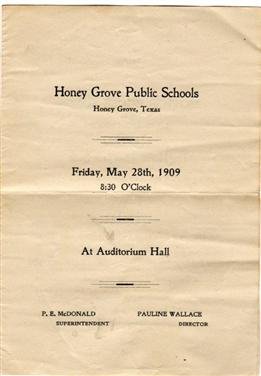 Honey Grove Public Schools
Honey Grove, Texas
Friday, May 28th, 1909
8:30 O'Clock
At Auditorium Hall
P. E. McDONALD
SUPERINTENDENT
PAULINE WALLACE
DIRECTOR